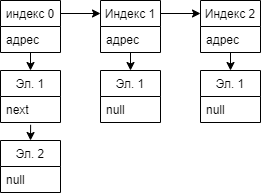 индекс 0 Индекс 1 Индекс 2
адрес адрес адрес
Эл. 1 Эл. 1 Эл. 1
next null null
Эл. 2
null